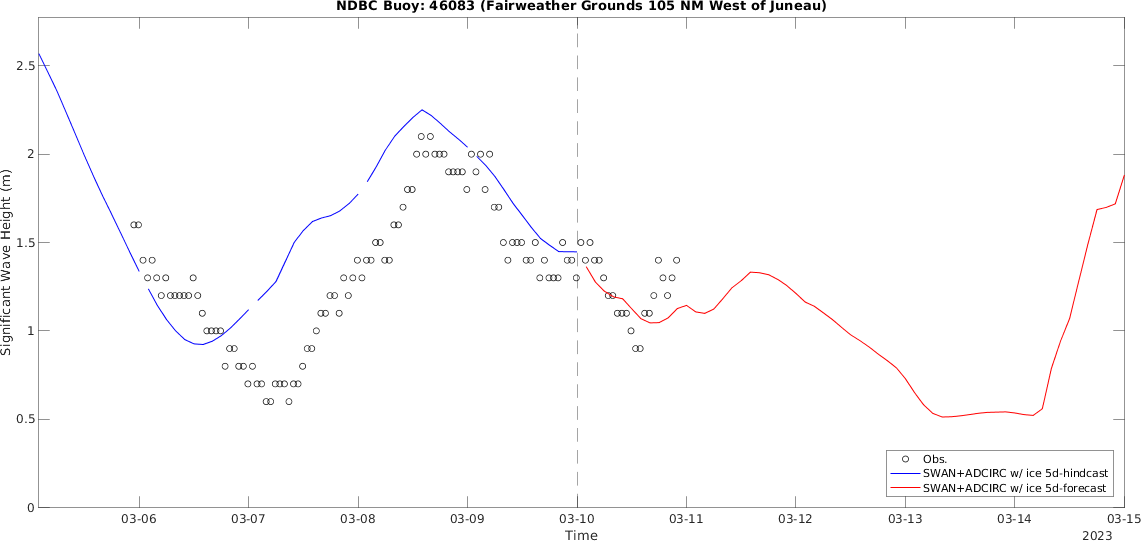 NDBC Buoy: 46083 (Fairweather Grounds 105 NM West of Juneau)
2.5
2
1.5
1
0.5
0
Significant Wave Height (m)
Obs.
SWAN+ADCIRC w/ ice 5d-hindcast
SWAN+ADCIRC w/ ice 5d-forecast
03-06 03-07 03-08 03-09 03-10 03-11 03-12 03-13 03-14 03-15
Time
2023